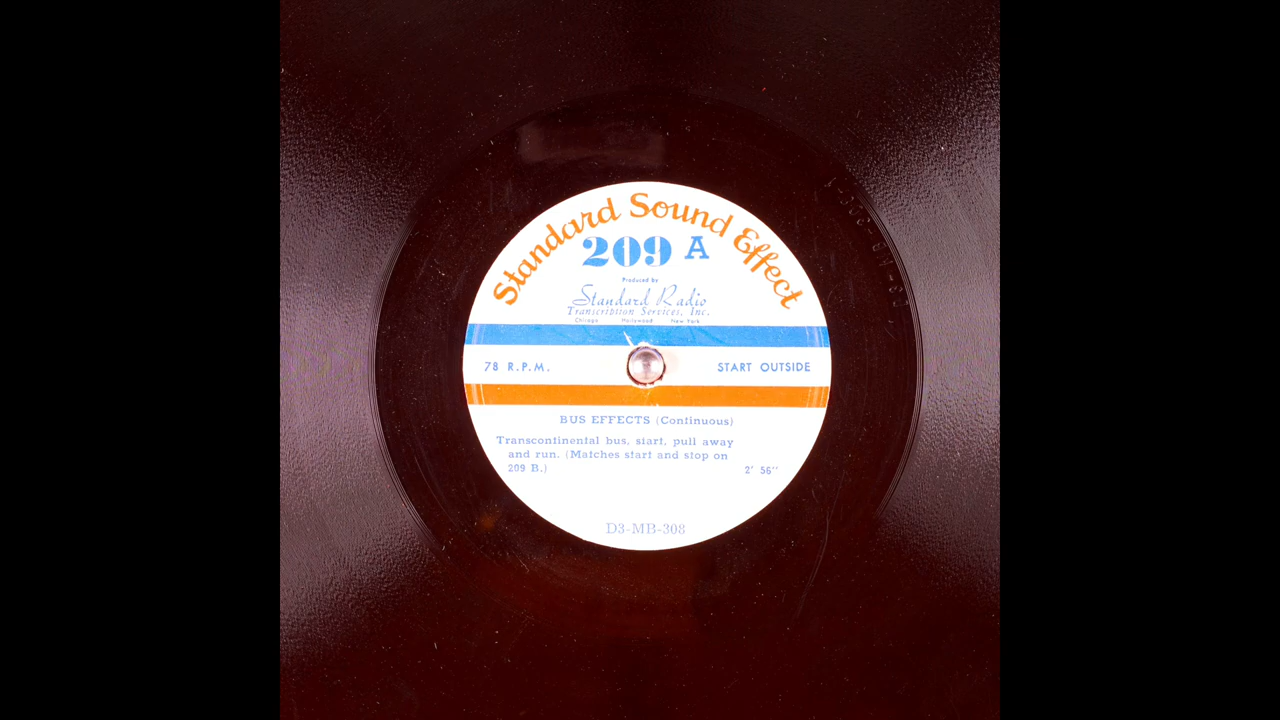 Standard Sound Effect
209 A
Produced by
Standard Radio
Transcription Services, Inc.
Chicago Hollywood New York
78 R.P.M. START OUTSIDE
BUS EFFECTS (Continuous)
Transcontinental bus, start, pull away
and run. (Matches start and stop on
209 B.) 2' 56"
D3-MB-308